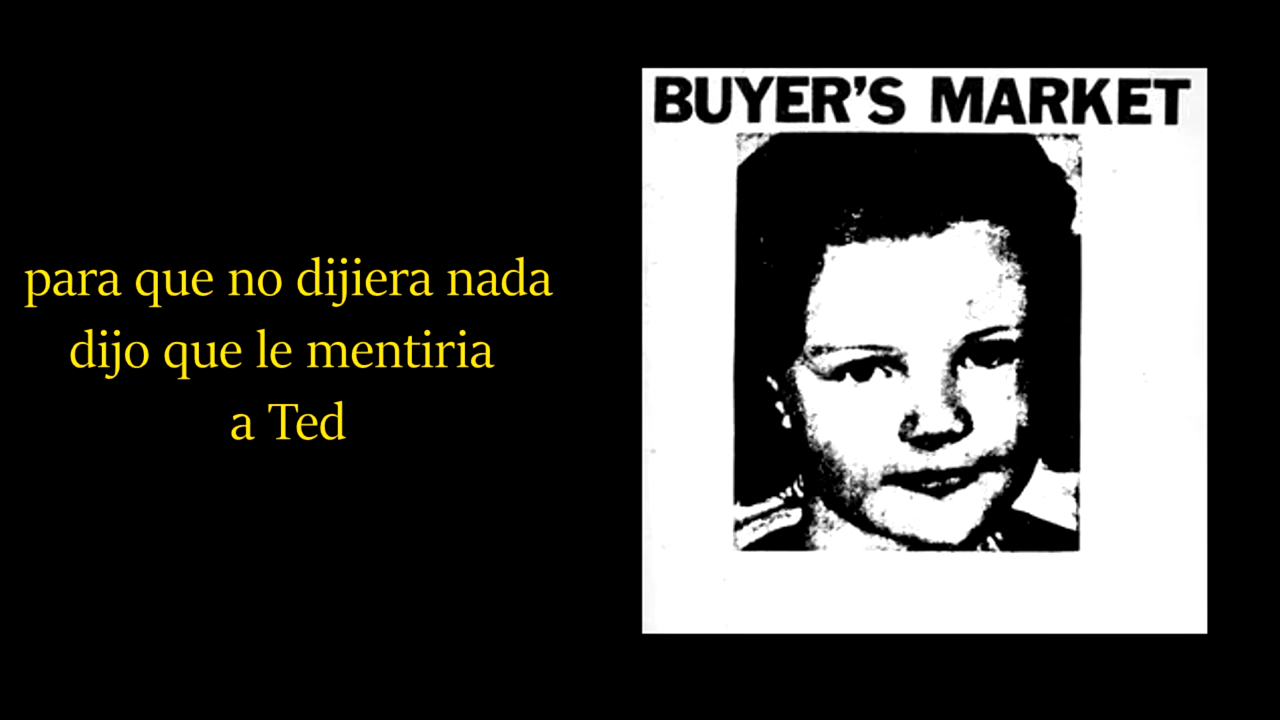 BUYER'S MARKET
para que no dijiera nada
dijo que le mentiria
a Ted